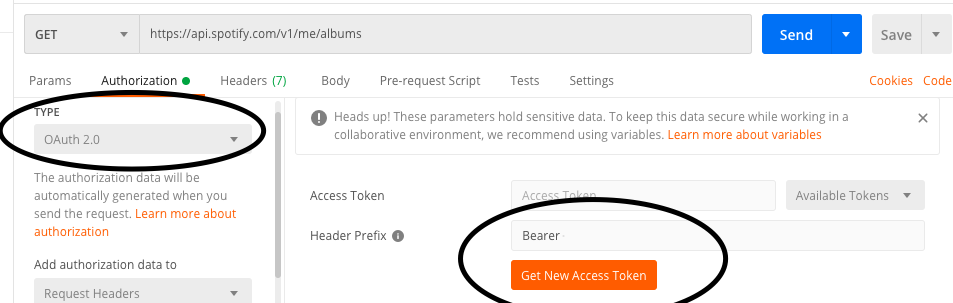 GET https://api.spotify.com/v1/me/albums Send Save
Params Authorization Headers (7) Body Pre-request Script Tests Settings Cookies Code
TYPE
OAuth 2.0
The authorization data will be
automatically generated when you
send the request. Learn more about
authorization
Add authorization data to
Request Headers
Heads up! These parameters hold sensitive data. To keep this data secure while working in a
collaborative environment, we recommend using variables. Learn more about variables
Access Token Access Token Available Tokens
Header Prefix Bearer
Get New Access Token